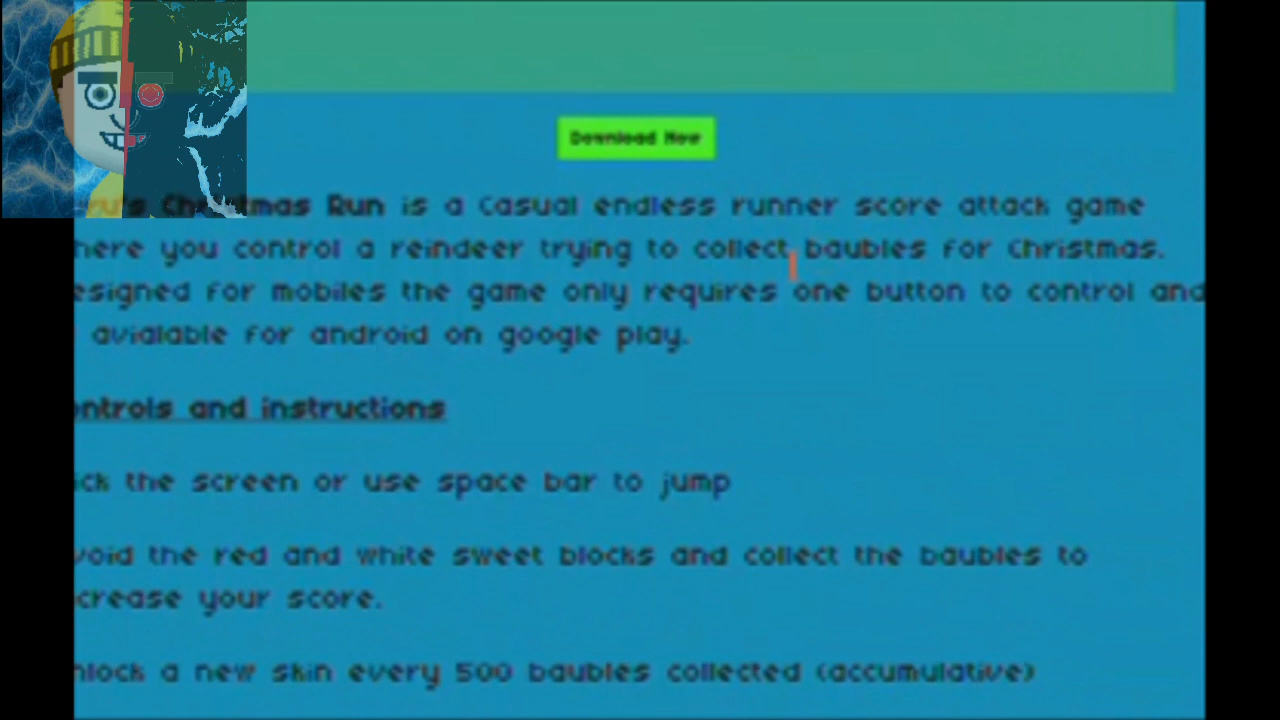 Download Now
Christmas Run is a Casual endless runner score attack game
here you control a reindeer trying to collect baubles for Christmas.
esigned for mobiles the game only requires one button to control and
avialable for android on google play.
ontrols and instructions
ick the screen or use space bar to jump
void the red and white sweet blocks and collect the baubles to
crease your score.
nlock a new skin every 500 baubles collected (accumulative)